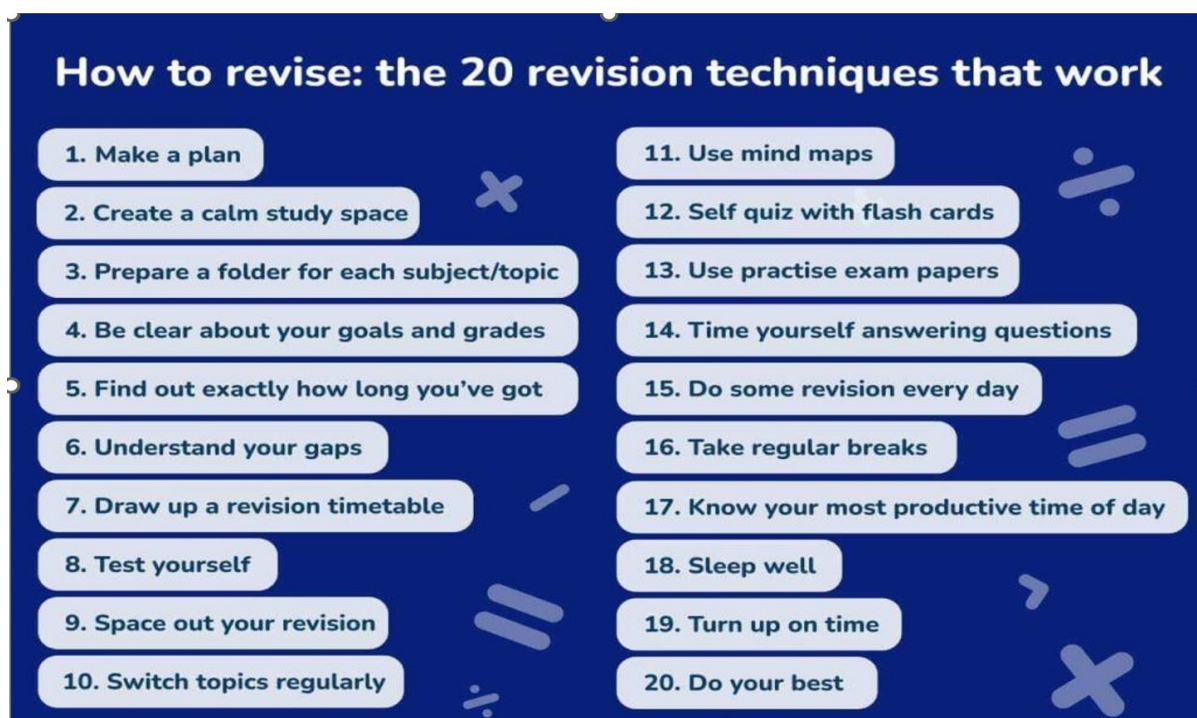 How to revise: the 20 revision techniques that work
1. Make a plan
2. Create a calm study space
3. Prepare a folder for each subject/topic
4. Be clear about your goals and grades
5. Find out exactly how long you've got
6. Understand your gaps
7. Draw up a revision timetable
8. Test yourself
9. Space out your revision
10. Switch topics regularly
11. Use mind maps
12. Self quiz with flash cards
13. Use practise exam papers
14. Time yourself answering questions
15. Do some revision every day
16. Take regular breaks
17. Know your most productive time of day
18. Sleep well
19. Turn up on time
20. Do your best